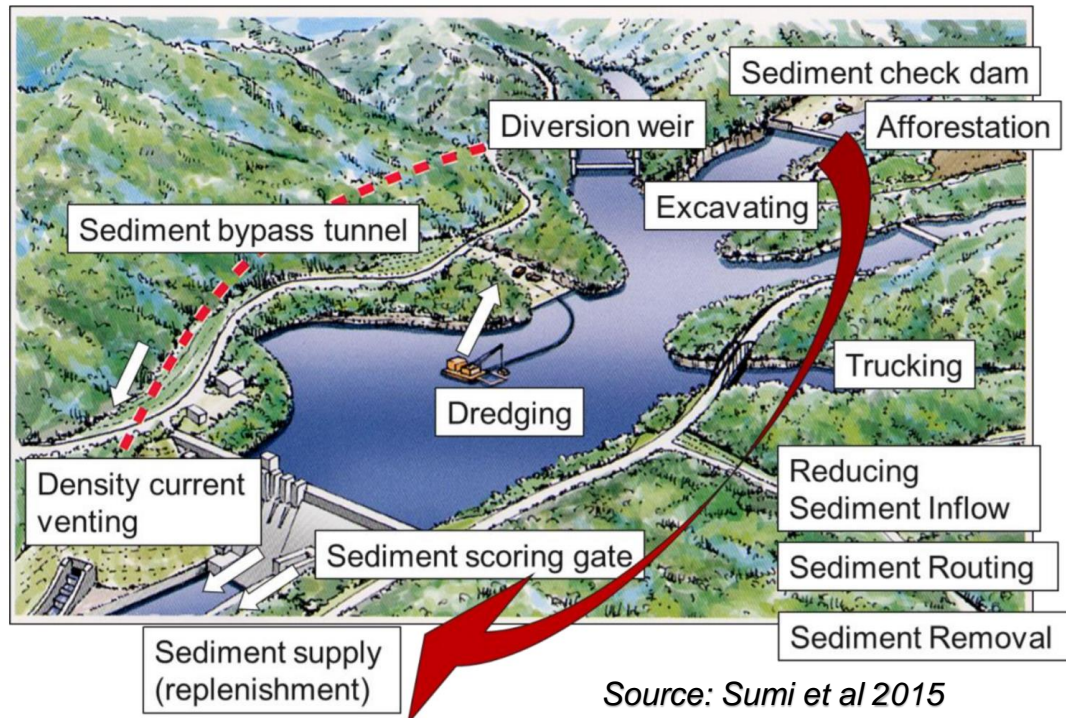 Sediment check dam
Diversion weir
Afforestation
Excavating
Sediment bypass tunnel
Trucking
Dredging
Density current
venting
Reducing
Sediment Inflow
Sediment scoring gate
Sediment Routing
Sediment Removal
Sediment supply
(replenishment)
Source: Sumi et al 2015